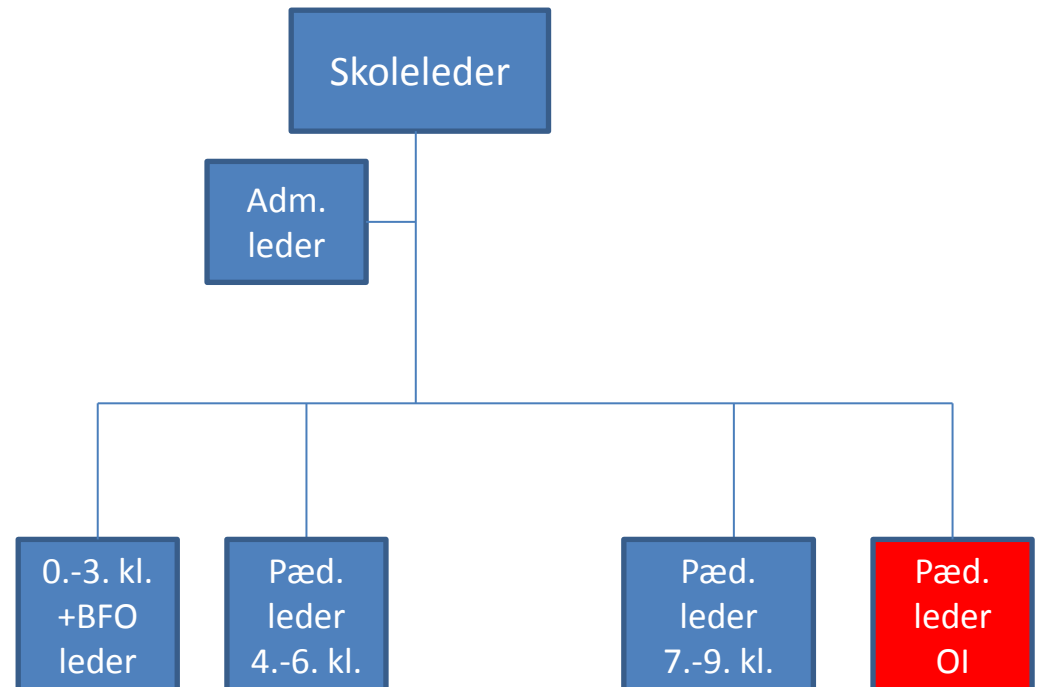 Skoleleder
Adm.
leder
0.-3. kl.
+BFO
leder
Pæd.
leder
4.-6. kl.
Pæd.
leder
7.-9. kl.
Pæd.
leder
OI